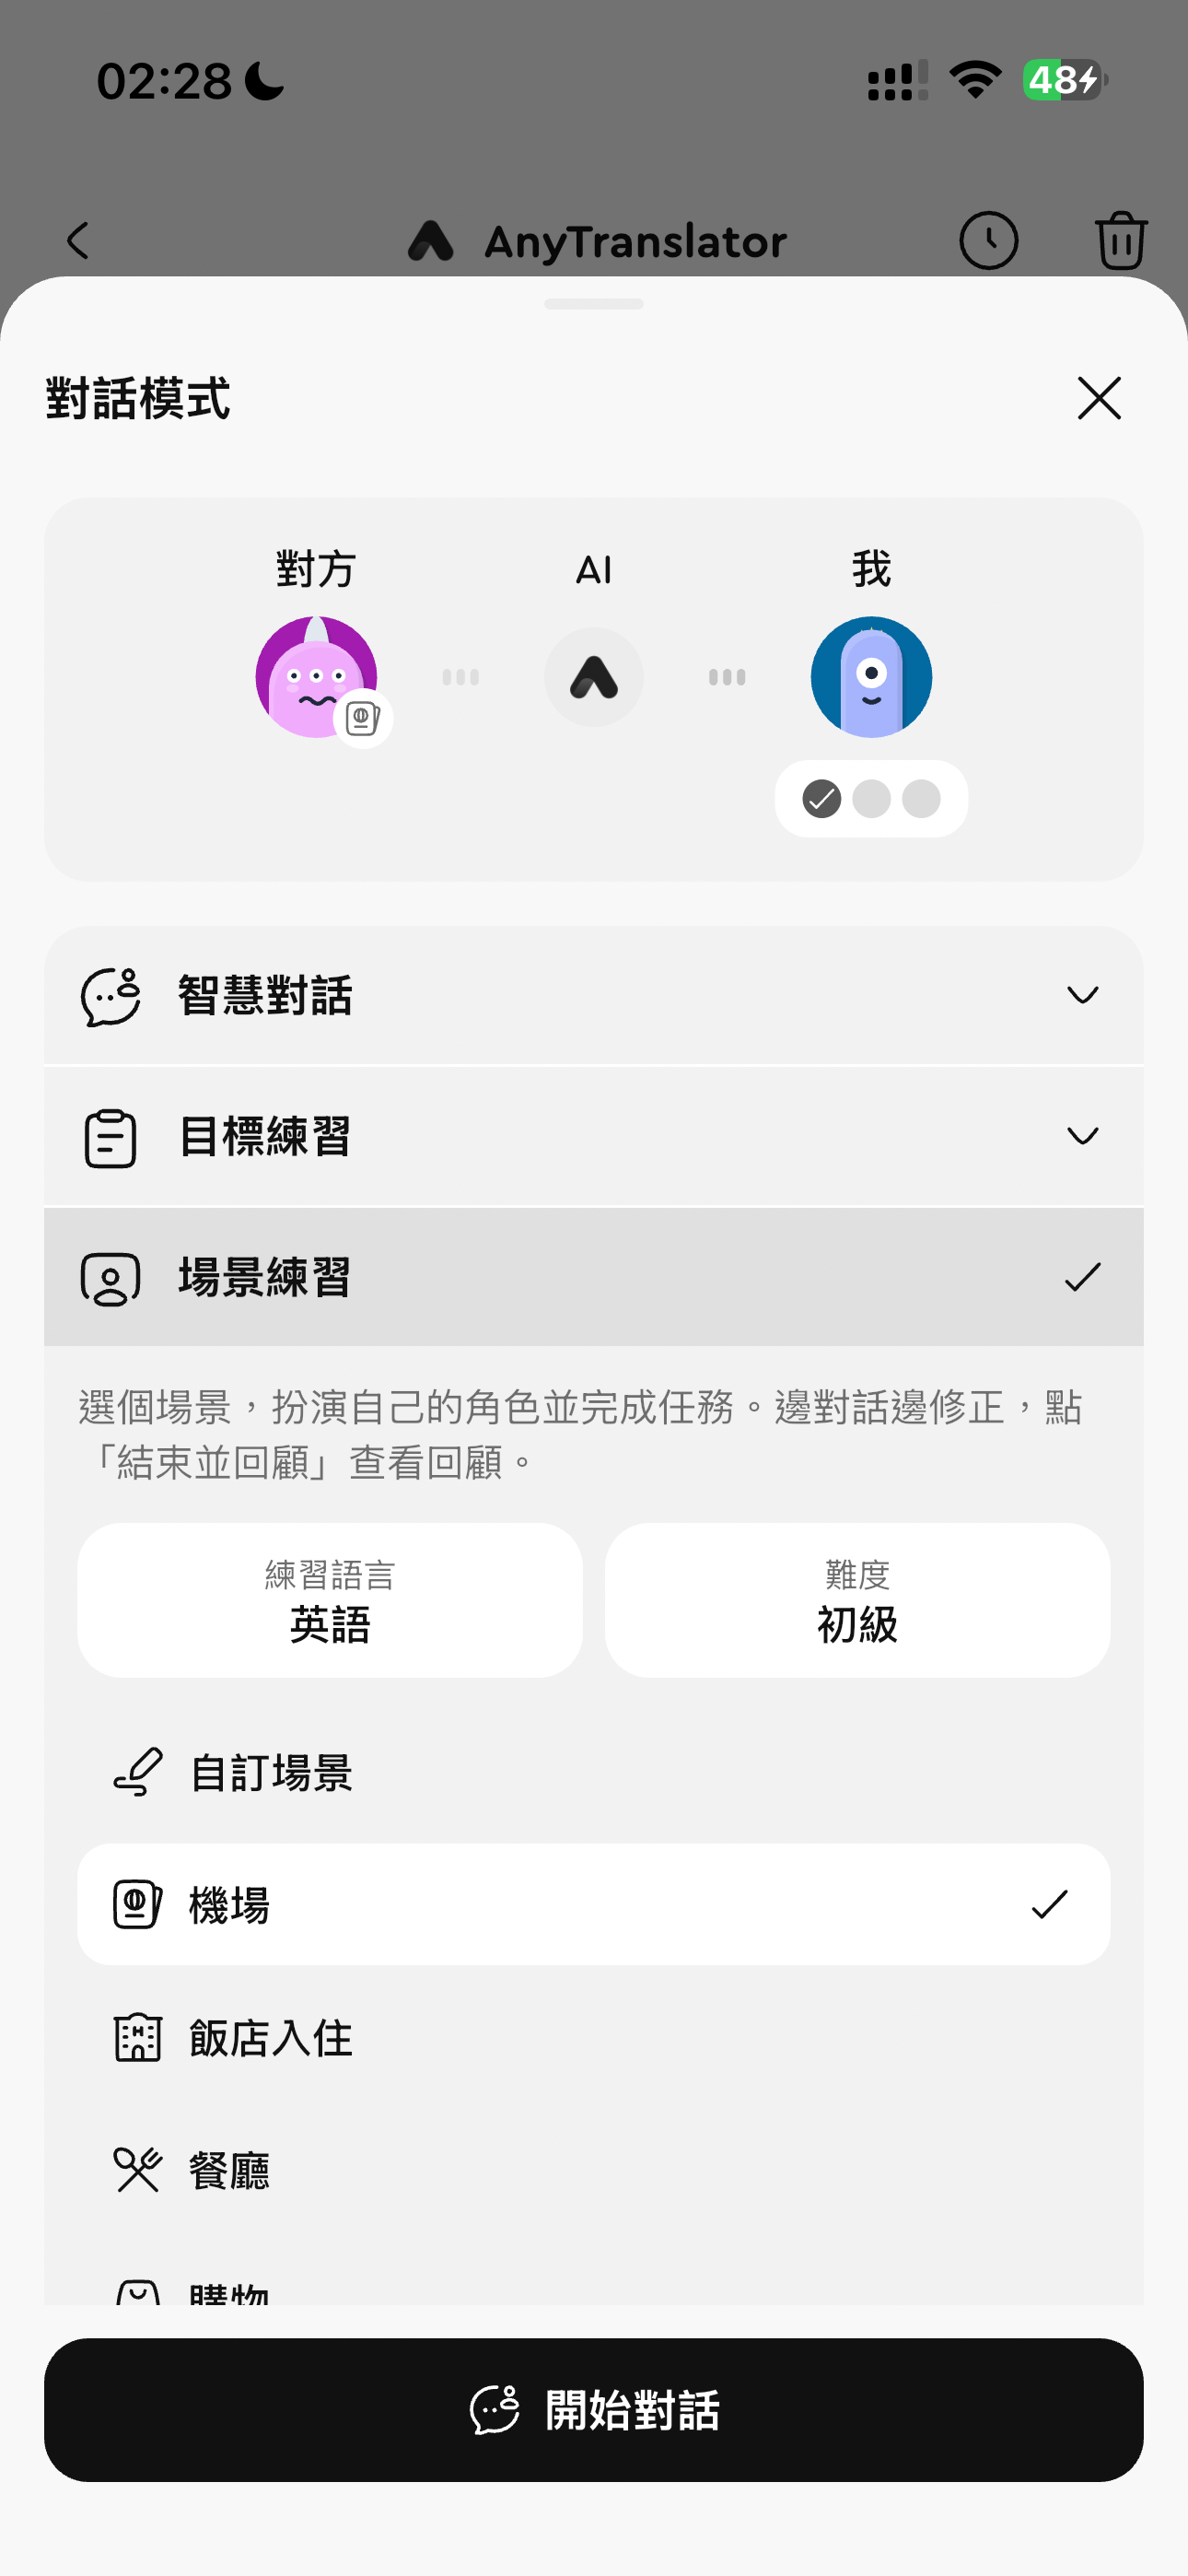 02:28
48
AnyTranslator
對話模式
對方
AI
我
智慧對話
目標練習
場景練習
選個場景，扮演自己的角色並完成任務。邊對話邊修正，點
「結束並回顧」查看回顧。
練習語言
英語
難度
初級
自訂場景
機場
飯店入住
餐廳
購物
開始對話